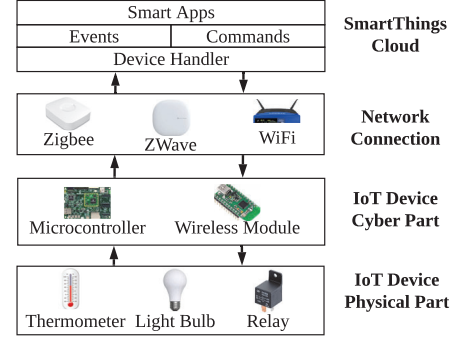 Smart Apps
Events Commands
Device Handler
SmartThings
Cloud
Zigbee ZWave WiFi
Network
Connection
Microcontroller Wireless Module
IoT Device
Cyber Part
Thermometer Light Bulb Relay
IoT Device
Physical Part